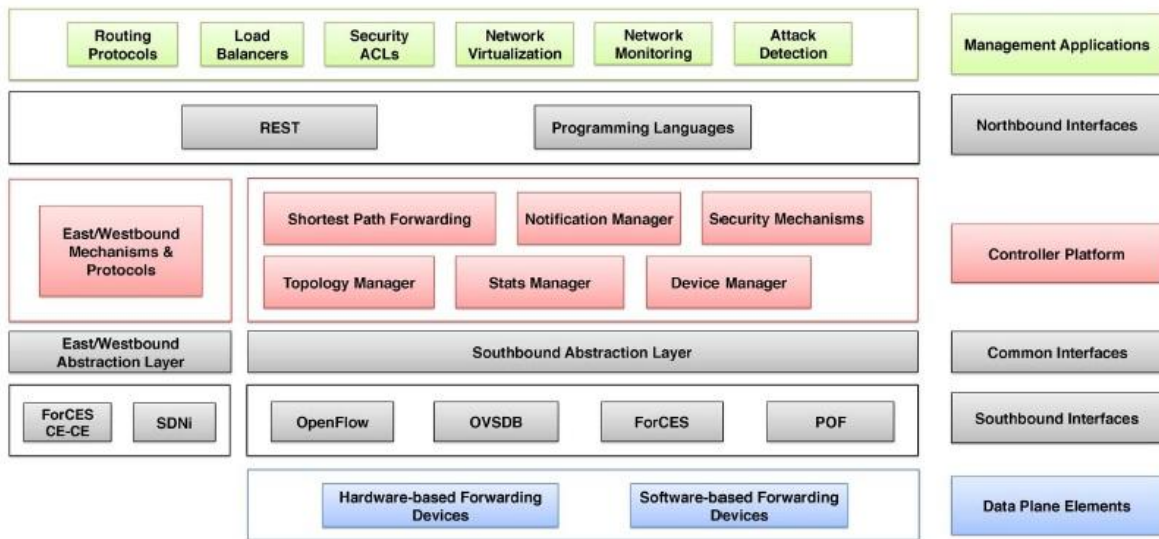 Routing
Protocols
Load
Balancers
Security
ACLs
Network
Virtualization
Network
Monitoring
Attack
Detection
Management Applications
REST
Programming Languages
Northbound Interfaces
East/Westbound
Mechanisms &
Protocols
Shortest Path Forwarding
Notification Manager
Security Mechanisms
Topology Manager
Stats Manager
Device Manager
Controller Platform
East/Westbound
Abstraction Layer
Southbound Abstraction Layer
Common Interfaces
ForCES
CE-CE
SDNi
OpenFlow
OVSDB
ForCES
POF
Southbound Interfaces
Hardware-based Forwarding
Devices
Software-based Forwarding
Devices
Data Plane Elements